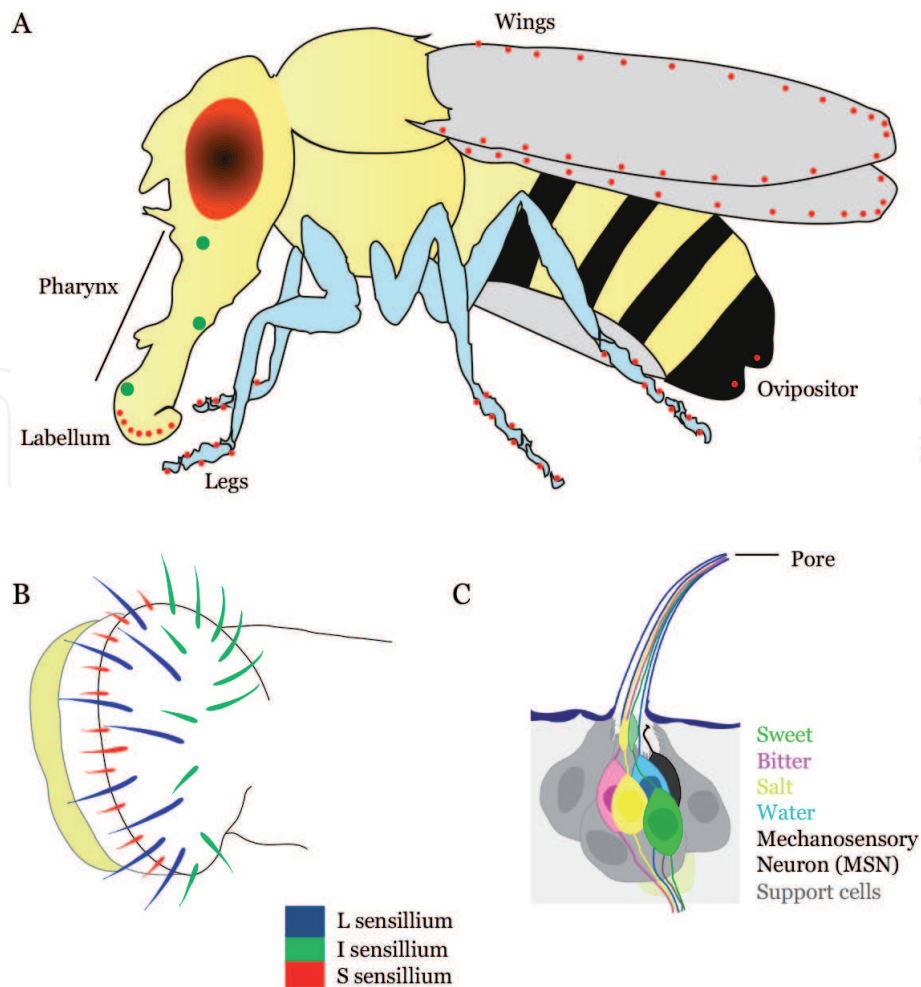 A
Wings
Pharynx
Ovipositor
Labellum
Legs
B
C
Pore
Sweet
Bitter
Salt
Water
Mechanosensory
Neuron (MSN)
Support cells
L sensillium
I sensillium
S sensillium